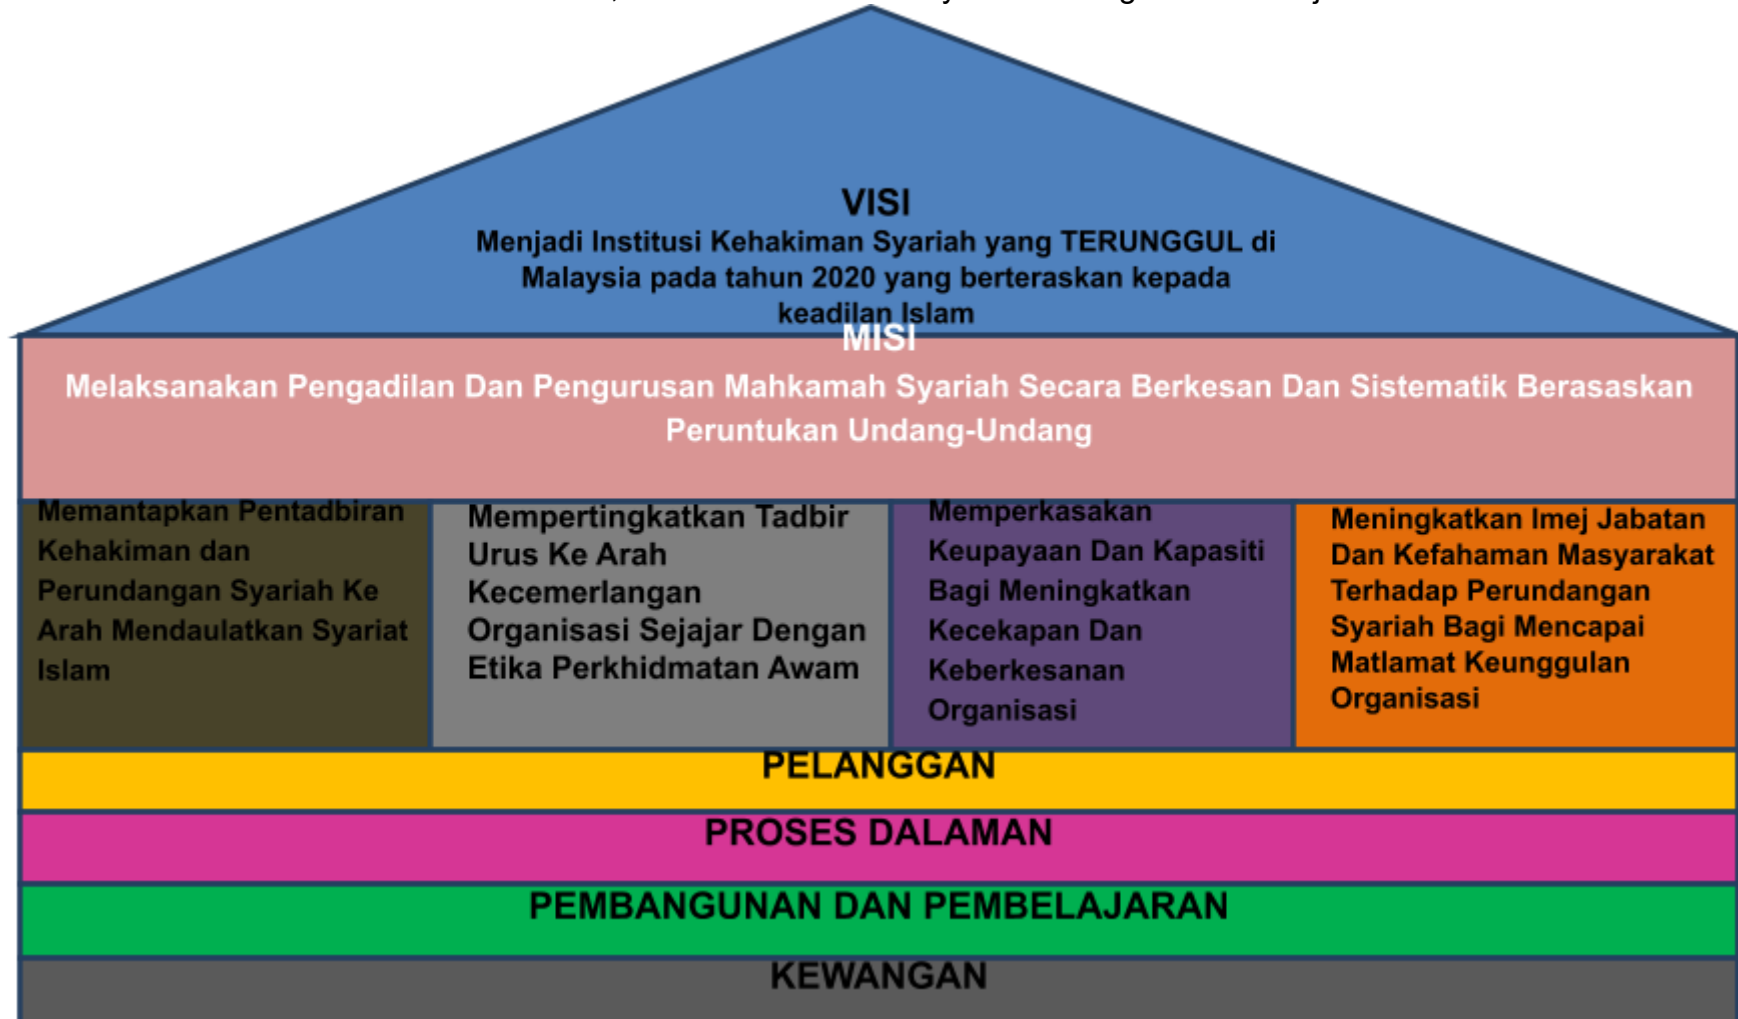 VISI
Menjadi Institusi Kehakiman Syariah yang TERUNGGUL di
Malaysia pada tahun 2020 yang berteraskan kepada
keadilan Islam
MISI
Melaksanakan Pengadilan Dan Pengurusan Mahkamah Syariah Secara Berkesan Dan Sistematik Berasaskan
Peruntukan Undang-Undang
Memantapkan Pentadbiran
Kehakiman dan
Perundangan Syariah Ke
Arah Mendaulatkan Syariat
Islam
Mempertingkatkan Tadbir
Urus Ke Arah
Kecemerlangan
Organisasi Sejajar Dengan
Etika Perkhidmatan Awam
Memperkasakan
Keupayaan Dan Kapasiti
Bagi Meningkatkan
Kecekapan Dan
Keberkesanan
Organisasi
Meningkatkan Imej Jabatan
Dan Kefahaman Masyarakat
Terhadap Perundangan
Syariah Bagi Mencapai
Matlamat Keunggulan
Organisasi
PELANGGAN
PROSES DALAMAN
PEMBANGUNAN DAN PEMBELAJARAN
KEWANGAN